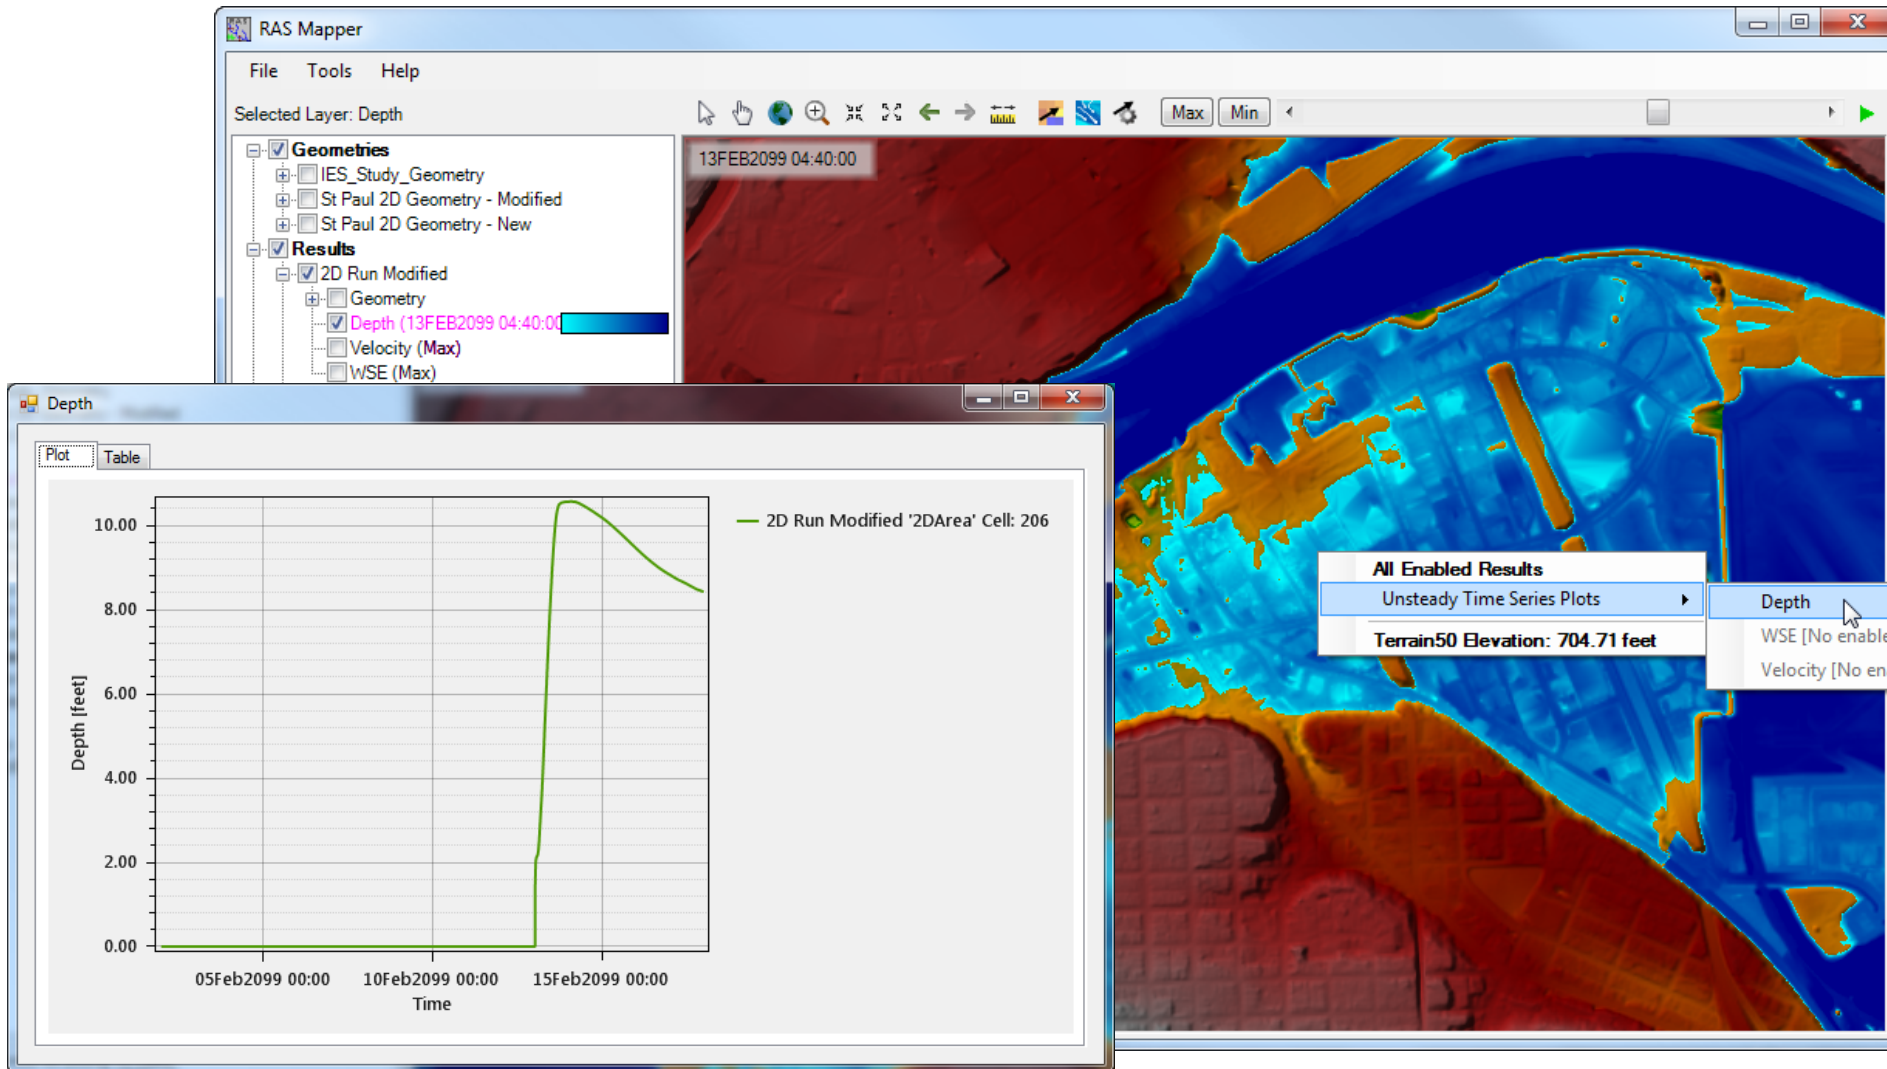 RAS Mapper
File Tools Help
Selected Layer: Depth
Max Min
Geometries
IES_Study_Geometry
St Paul 2D Geometry - Modified
St Paul 2D Geometry - New
Results
2D Run Modified
Geometry
Depth (13FEB2099 04:40:00
Velocity (Max)
WSE (Max)
13FEB2099 04:40:00
All Enabled Results
Unsteady Time Series Plots
Terrain50 Elevation: 704.71 feet
Depth
WSE [No enable
Velocity [No en
Depth
Plot Table
10.00
8.00
6.00
4.00
2.00
0.00
Depth [feet]
05Feb2099 00:00 10Feb2099 00:00 15Feb2099 00:00
Time
2D Run Modified '2DArea' Cell: 206